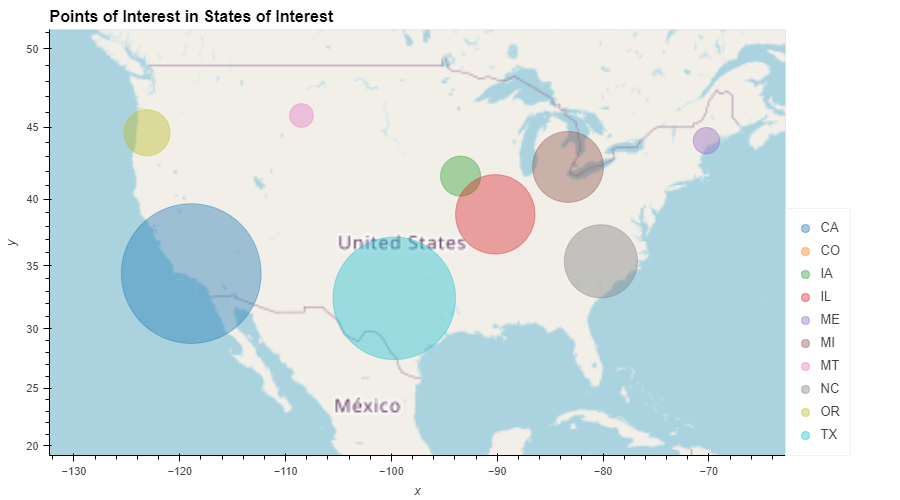 Points of Interest in States of Interest
50
45
40
35
30
25
20
y
United States
México
−130
−120
−110
−100
−90
−80
−70
x
CA
CO
IA
IL
ME
MI
MT
NC
OR
TX